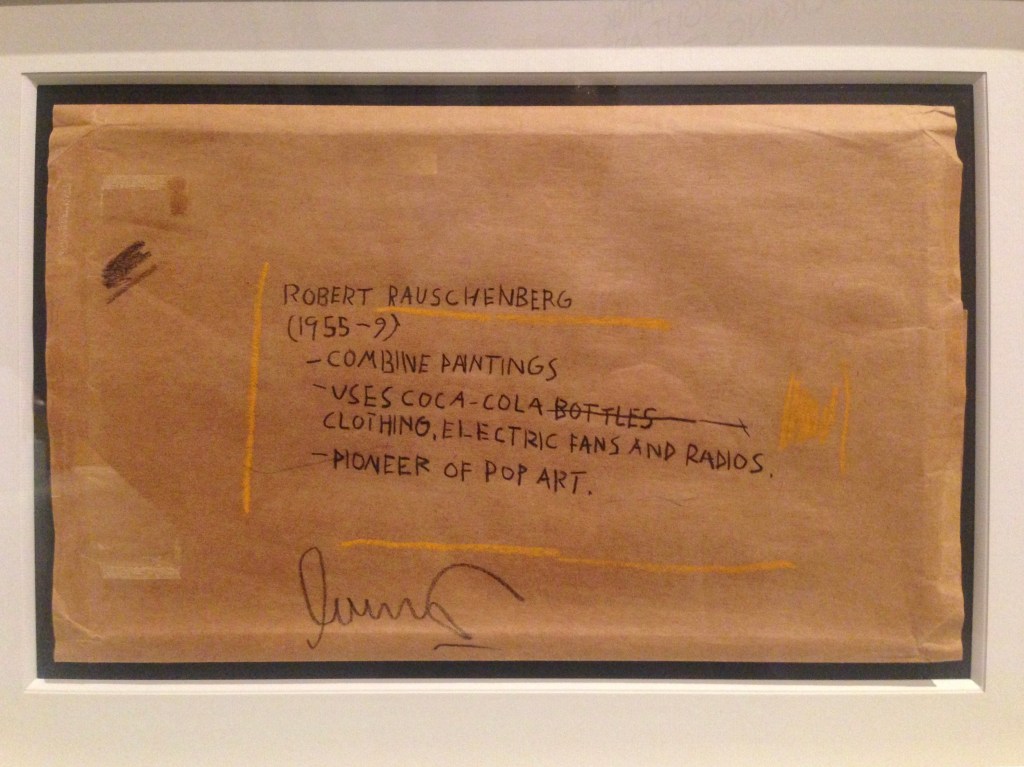 ROBERT RAUSCHENBERG
(1955-9)
- COMBINE PAINTINGS
- USES COCA-COLA BOTTLES
CLOTHING, ELECTRIC FANS AND RADIOS.
- PIONEER OF POP ART.